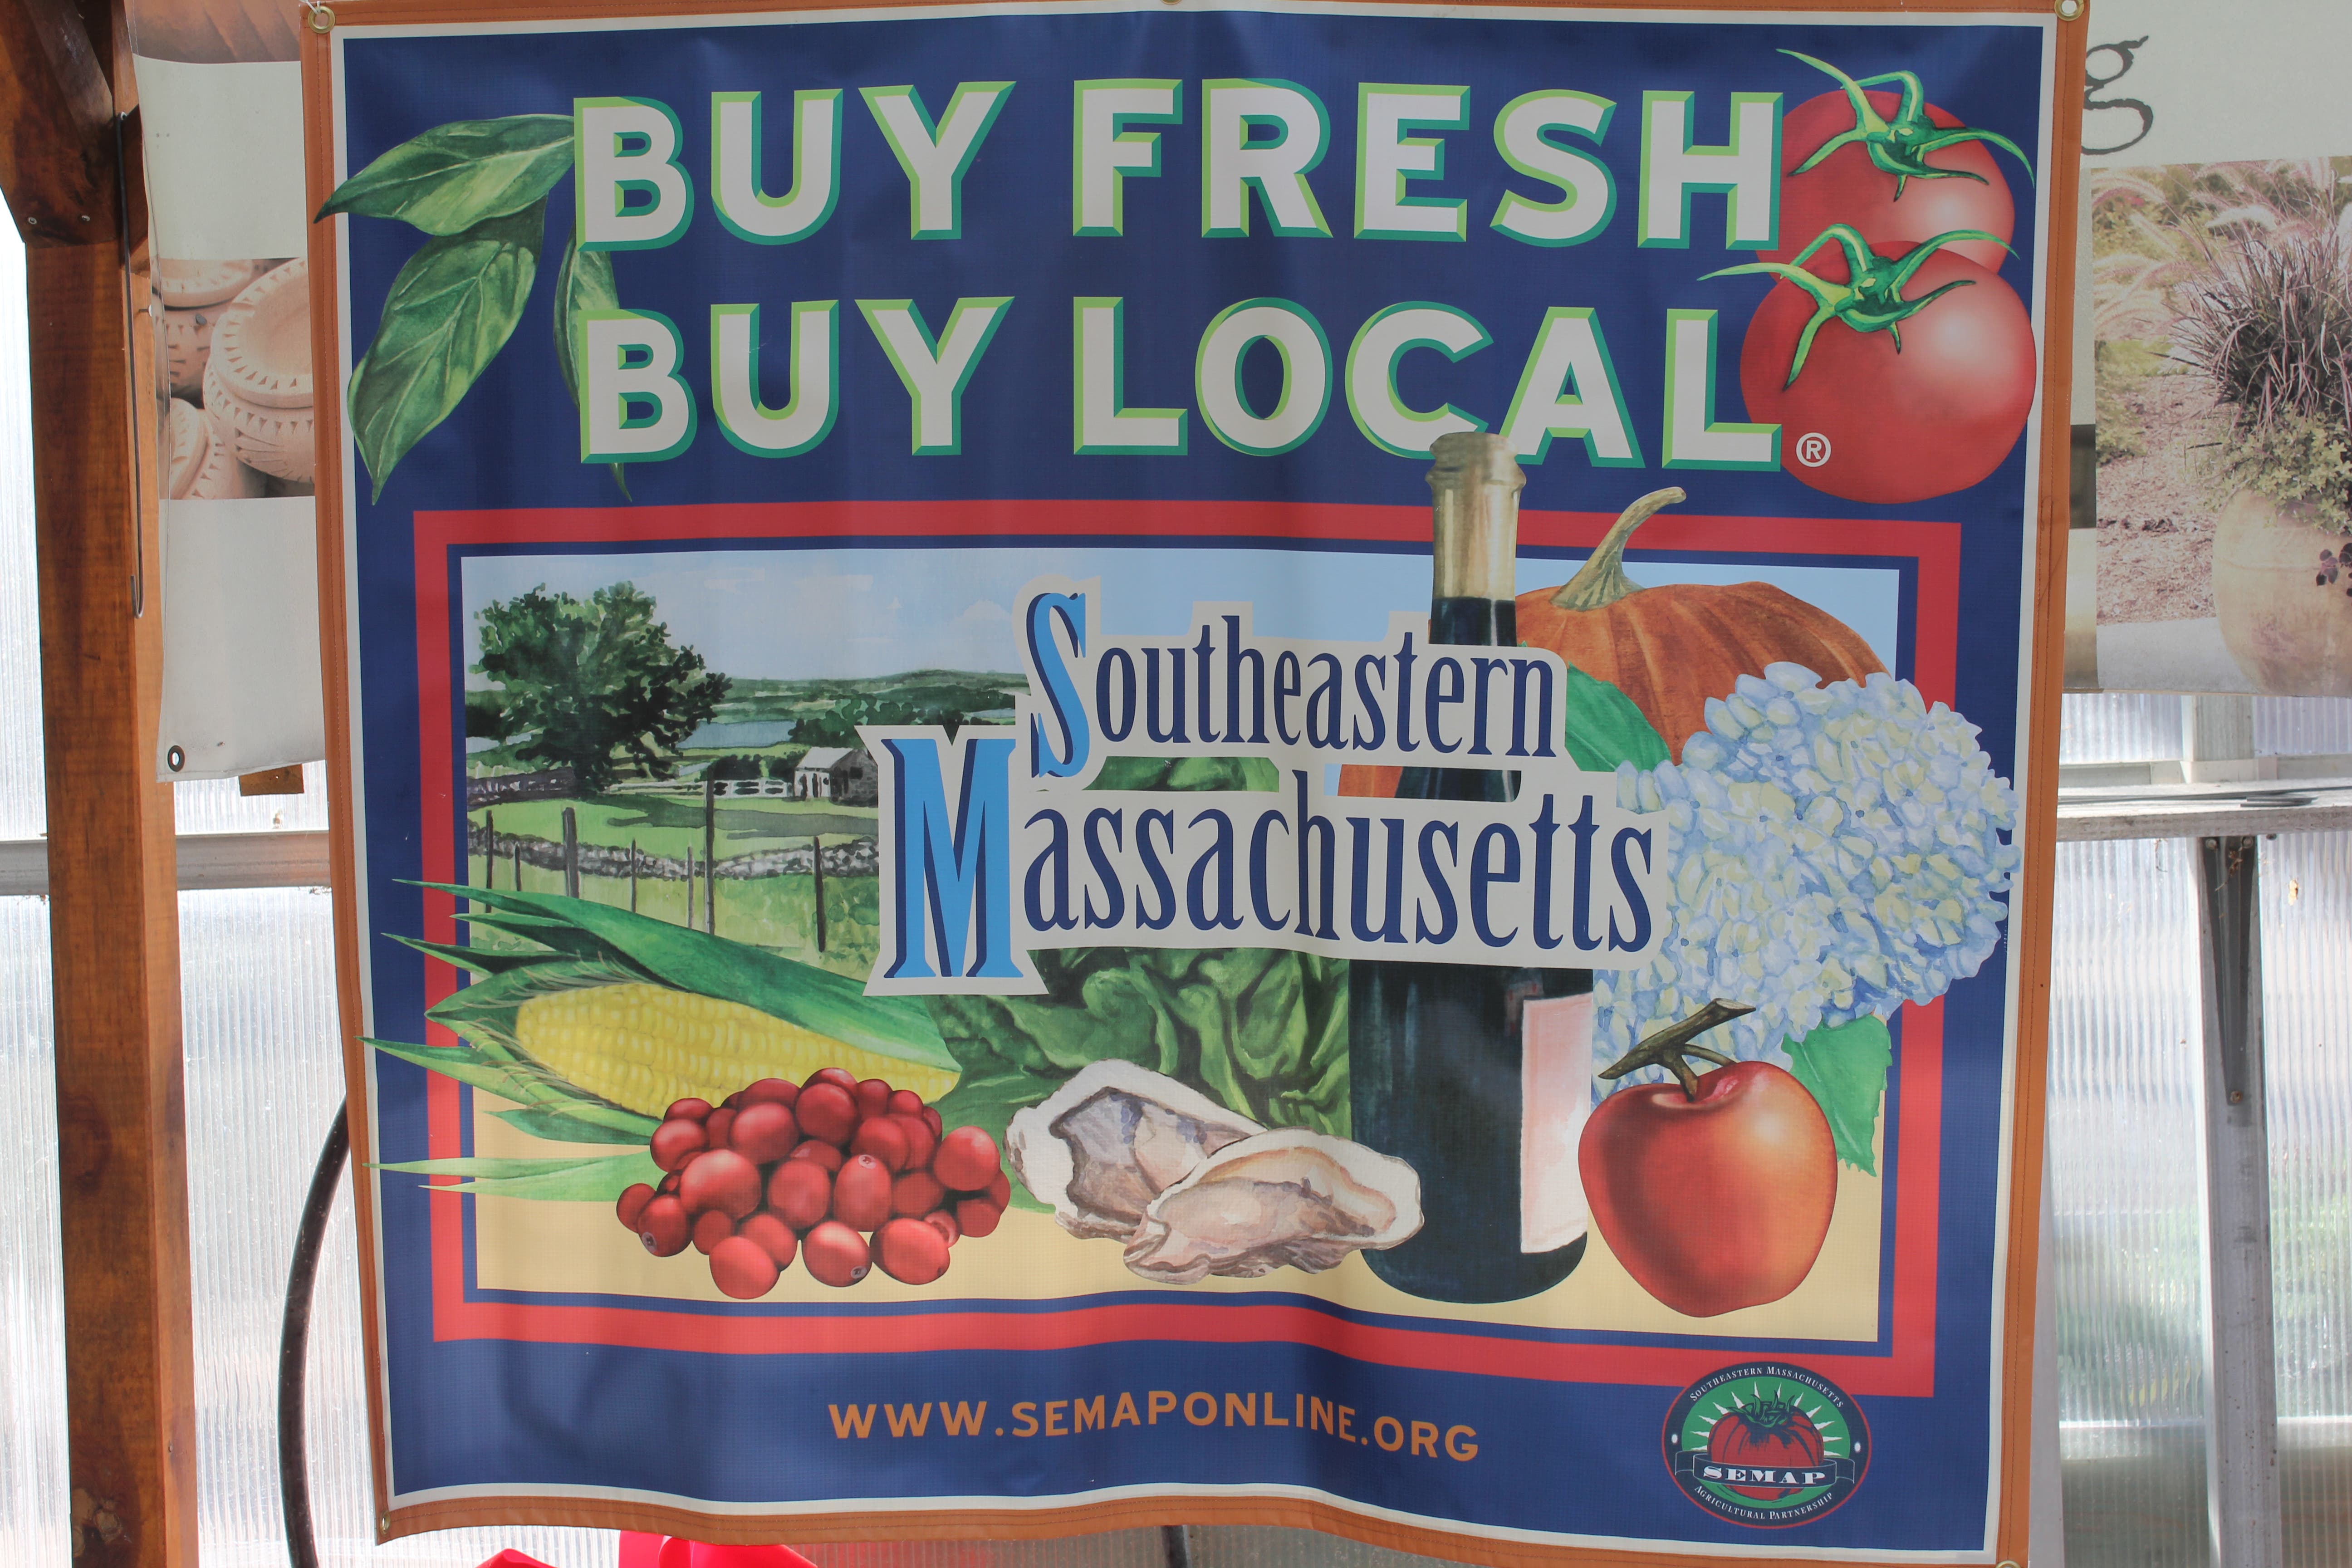 BUY FRESH
BUY LOCAL®
g
Southeastern
Massachusetts
WWW.SEMAPONLINE.ORG
SOUTHEASTERN MASSACHUSETTS
SEMAP
AGRICULTURAL PARTNERSHIP